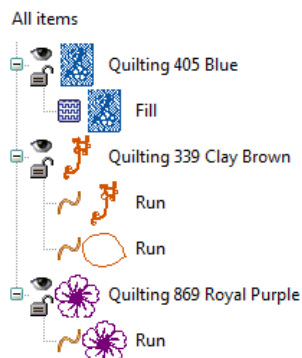 All items
Quilting 405 Blue
Fill
Quilting 339 Clay Brown
Run
Run
Quilting 869 Royal Purple
Run